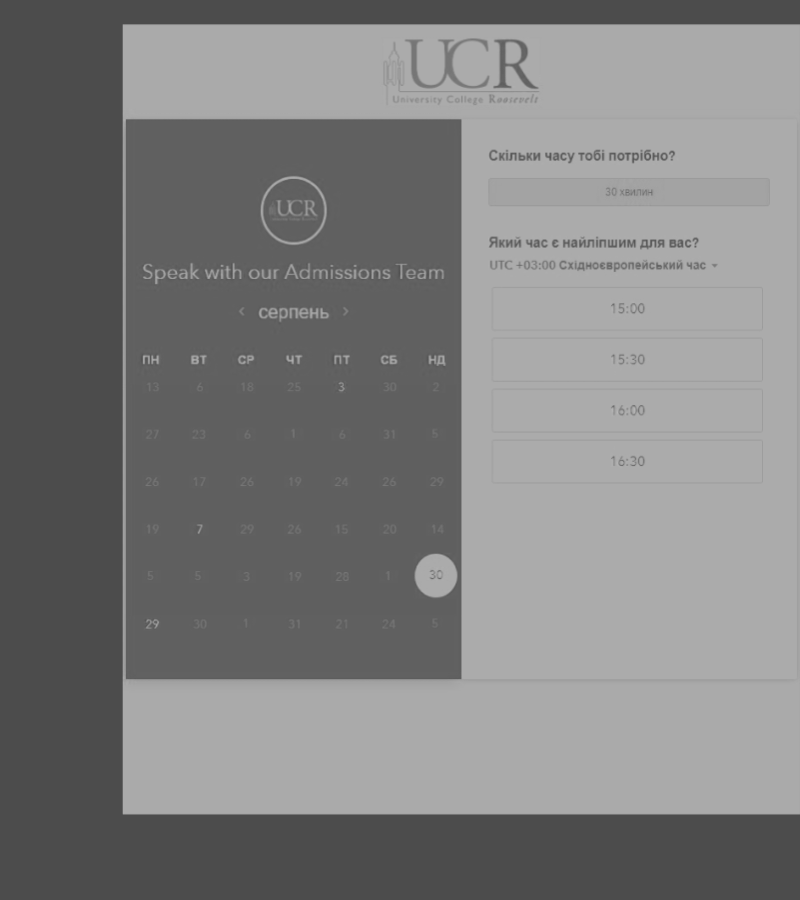 UCR
University College Roosevelt
UCR
Speak with our Admissions Team
серпень
ПН ВТ СР ЧТ ПТ СБ НД
13 6 18 25 3 30 2
27 23 6 1 6 31 5
26 17 26 19 24 26 29
19 7 29 26 15 20 14
5 5 3 19 28 1 30
29 30 1 31 21 24 5
Скільки часу тобі потрібно?
30 хвилин
Який час є найліпшим для вас?
UTC +03:00 Східноєвропейський час
15:00
15:30
16:00
16:30